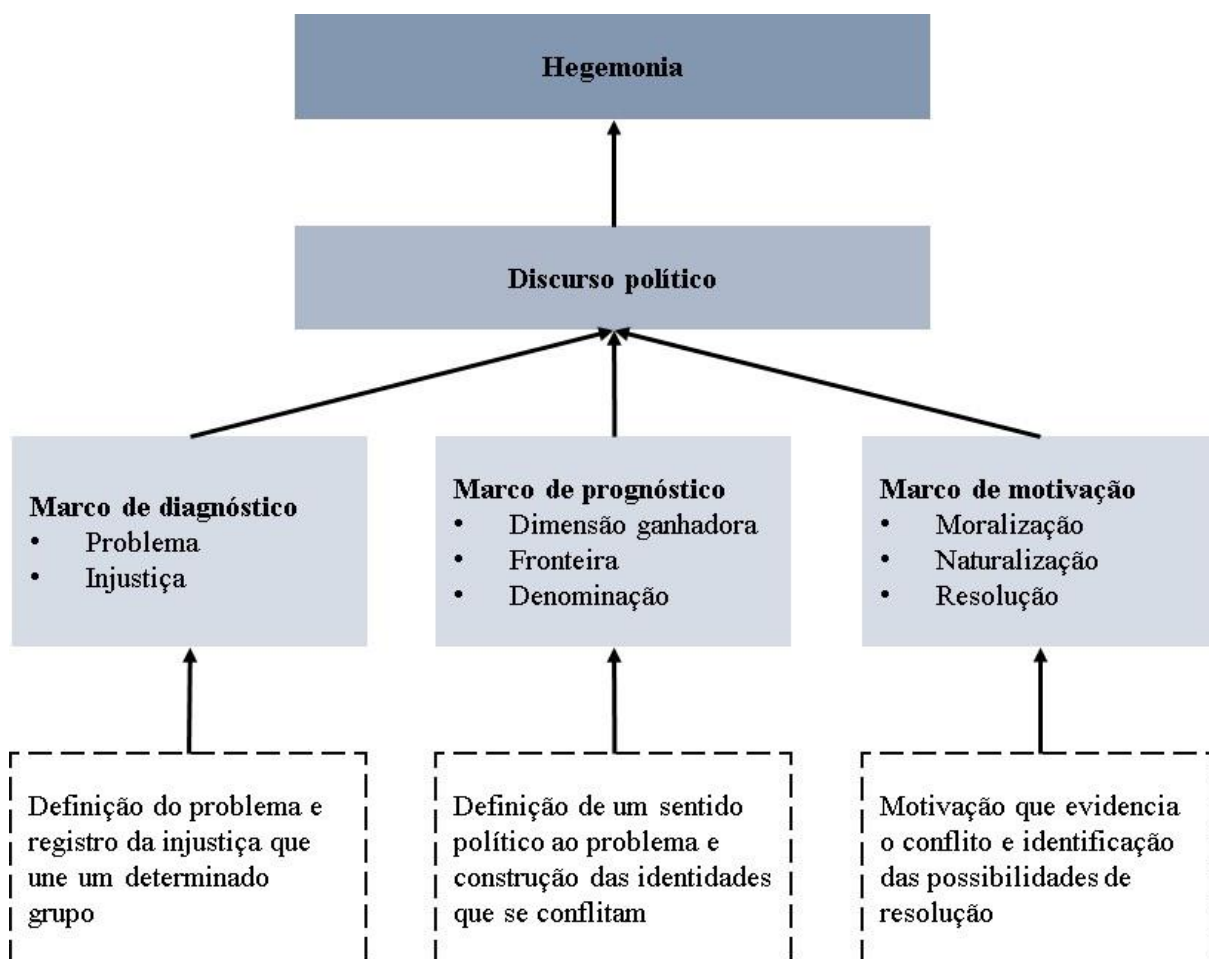 Hegemonia
Discurso político
Marco de diagnóstico
• Problema
• Injustiça
Marco de prognóstico
• Dimensão ganhadora
• Fronteira
• Denominação
Marco de motivação
• Moralização
• Naturalização
• Resolução
Definição do problema e
registro da injustiça que
une um determinado
grupo
Definição de um sentido
político ao problema e
construção das identidades
que se conflitam
Motivação que evidencia
o conflito e identificação
das possibilidades de
resolução